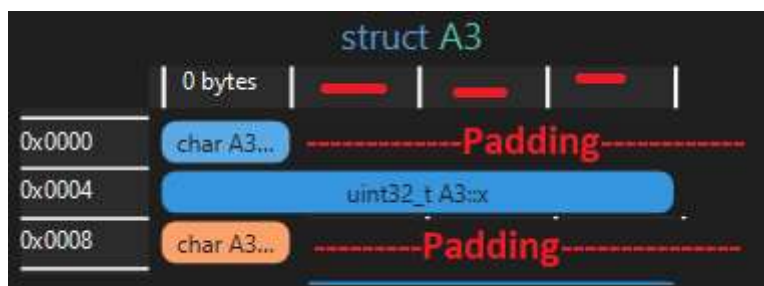 struct A3
0 bytes
0x0000 char A3... -------------Padding------------
0x0004 uint32_t A3::x
0x0008 char A3... ---------Padding---------------